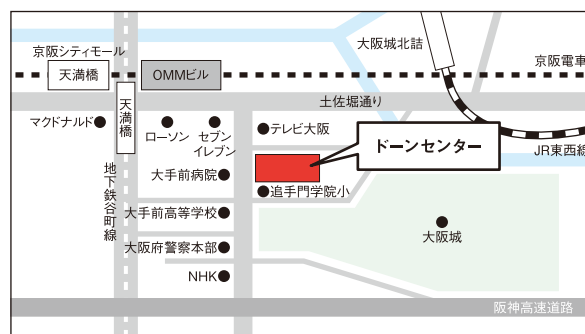 大阪城北詰
京阪シティモール
京阪電車
天満橋
OMMビル
天満橋
土佐堀通り
マクドナルド
ローソン
セブン
イレブン
テレビ大阪
ドーンセンター
JR東西線
地下鉄谷町線
大手前病院
追手門学院小
大手前高等学校
大阪城
大阪府警察本部
NHK
阪神高速道路